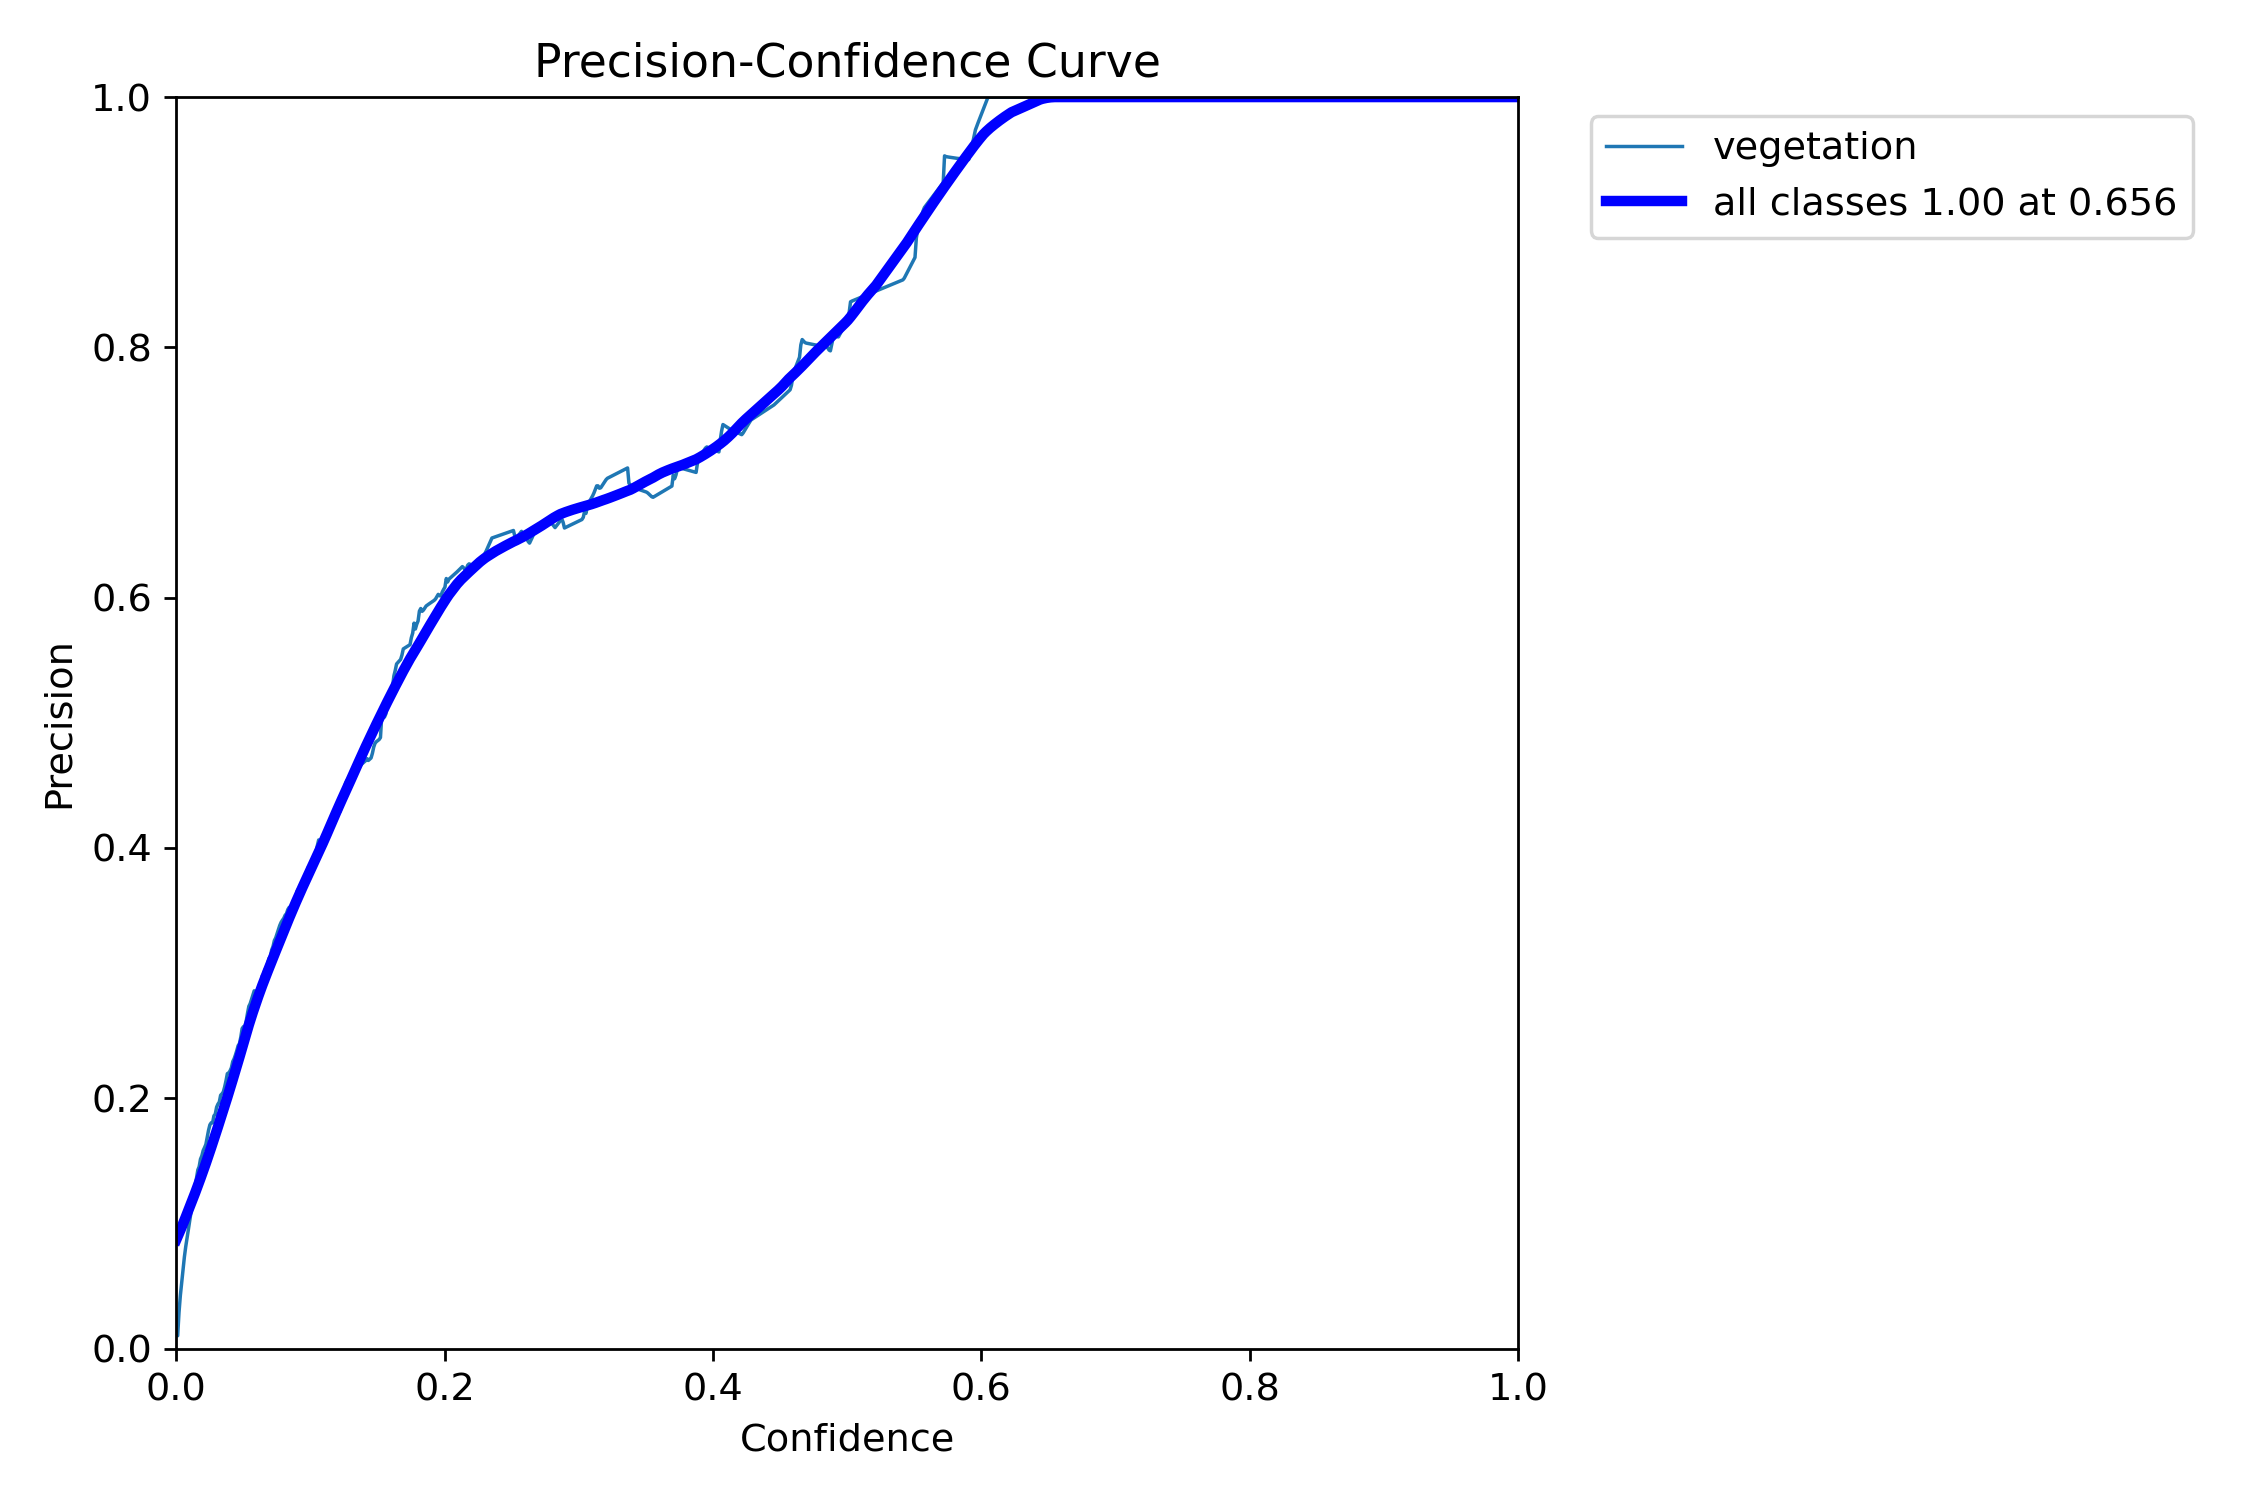 Precision-Confidence Curve
1.0
0.8
0.6
0.4
0.2
0.0
Precision
0.0 0.2 0.4 0.6 0.8 1.0
Confidence
vegetation
all classes 1.00 at 0.656